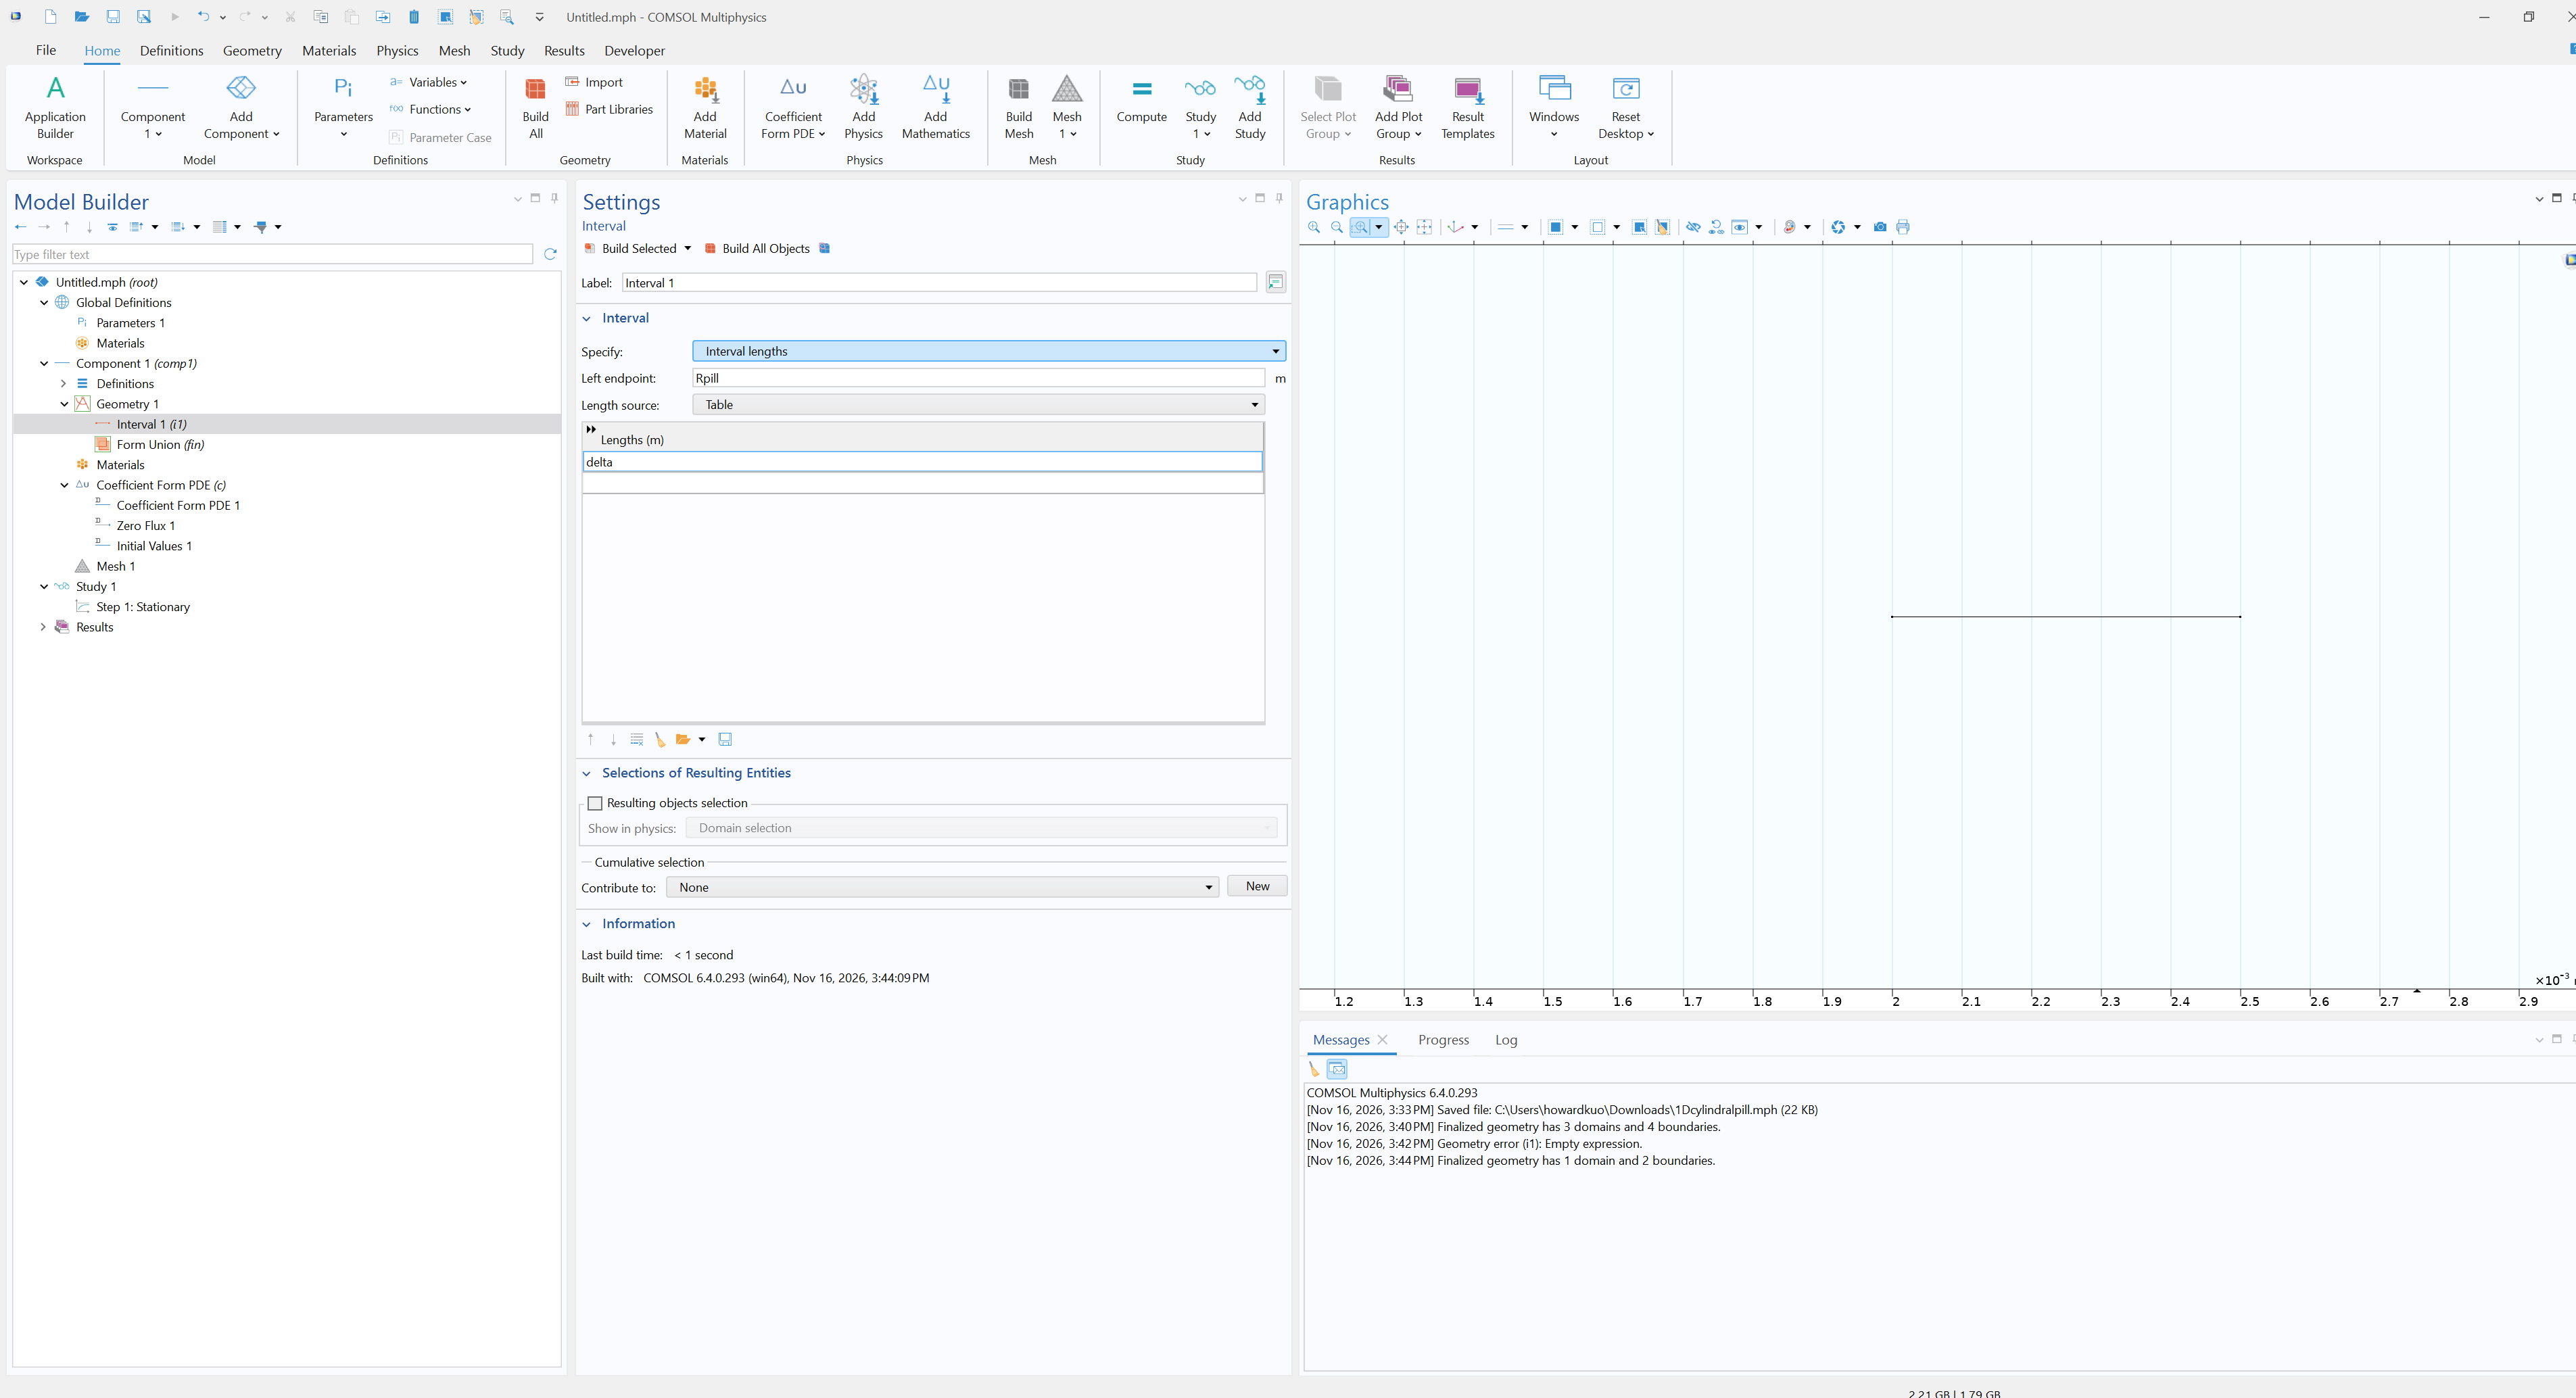 Untitled.mph - COMSOL Multiphysics
File Home Definitions Geometry Materials Physics Mesh Study Results Developer
Application Builder
Workspace
Component 1
Add Component
Model
Pi
Parameters
a= Variables
f(x) Functions
Pi Parameter Case
Definitions
Build All
Import
Part Libraries
Geometry
Add Material
Materials
Δu
Coefficient Form PDE
Add Physics
Δu
Add Mathematics
Physics
Build Mesh
Mesh 1
Mesh
Compute
Study 1
Add Study
Study
Select Plot Group
Add Plot Group
Result Templates
Results
Windows
Reset Desktop
Layout
Model Builder
Type filter text
Untitled.mph (root)
Global Definitions
Pi Parameters 1
Materials
Component 1 (comp1)
Definitions
Geometry 1
Interval 1 (i1)
Form Union (fin)
Materials
Δu Coefficient Form PDE (c)
D Coefficient Form PDE 1
D Zero Flux 1
D Initial Values 1
Mesh 1
Study 1
Step 1: Stationary
Results
Settings
Interval
Build Selected Build All Objects
Label: Interval 1
Interval
Specify: Interval lengths
Left endpoint: Rpill m
Length source: Table
Lengths (m)
delta
Selections of Resulting Entities
Resulting objects selection
Show in physics: Domain selection
Cumulative selection
Contribute to: None New
Information
Last build time: < 1 second
Built with: COMSOL 6.4.0.293 (win64), Nov 16, 2026, 3:44:09 PM
Graphics
×10⁻³
1.2 1.3 1.4 1.5 1.6 1.7 1.8 1.9 2 2.1 2.2 2.3 2.4 2.5 2.6 2.7 2.8 2.9
Messages Progress Log
COMSOL Multiphysics 6.4.0.293
[Nov 16, 2026, 3:33 PM] Saved file: C:\Users\howardkuo\Downloads\1Dcylindralpill.mph (22 KB)
[Nov 16, 2026, 3:40 PM] Finalized geometry has 3 domains and 4 boundaries.
[Nov 16, 2026, 3:42 PM] Geometry error (i1): Empty expression.
[Nov 16, 2026, 3:44 PM] Finalized geometry has 1 domain and 2 boundaries.
2.21 GB | 1.79 GB